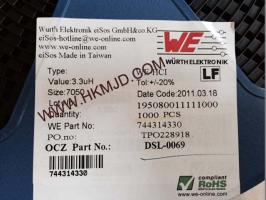 Würth Elektronik eiSos GmbH&co.KG
eiSos-hotline@we-online.com
www.we-online.com
eiSos Made in Taiwan
WE
WÜRTH ELEKTRONIK
LF
Type: HCI
Value: 3.3uH Tol:+/-20%
Size: 7050 Date Code:2011.03.18
195080011111000
Quantity: 1000 PCS
WE Part No: 744314330
PO.no: TPO228918
OCZ Part No.: DSL-0069
744314330
compliant
RoHS
WWW.HKMJD.COM